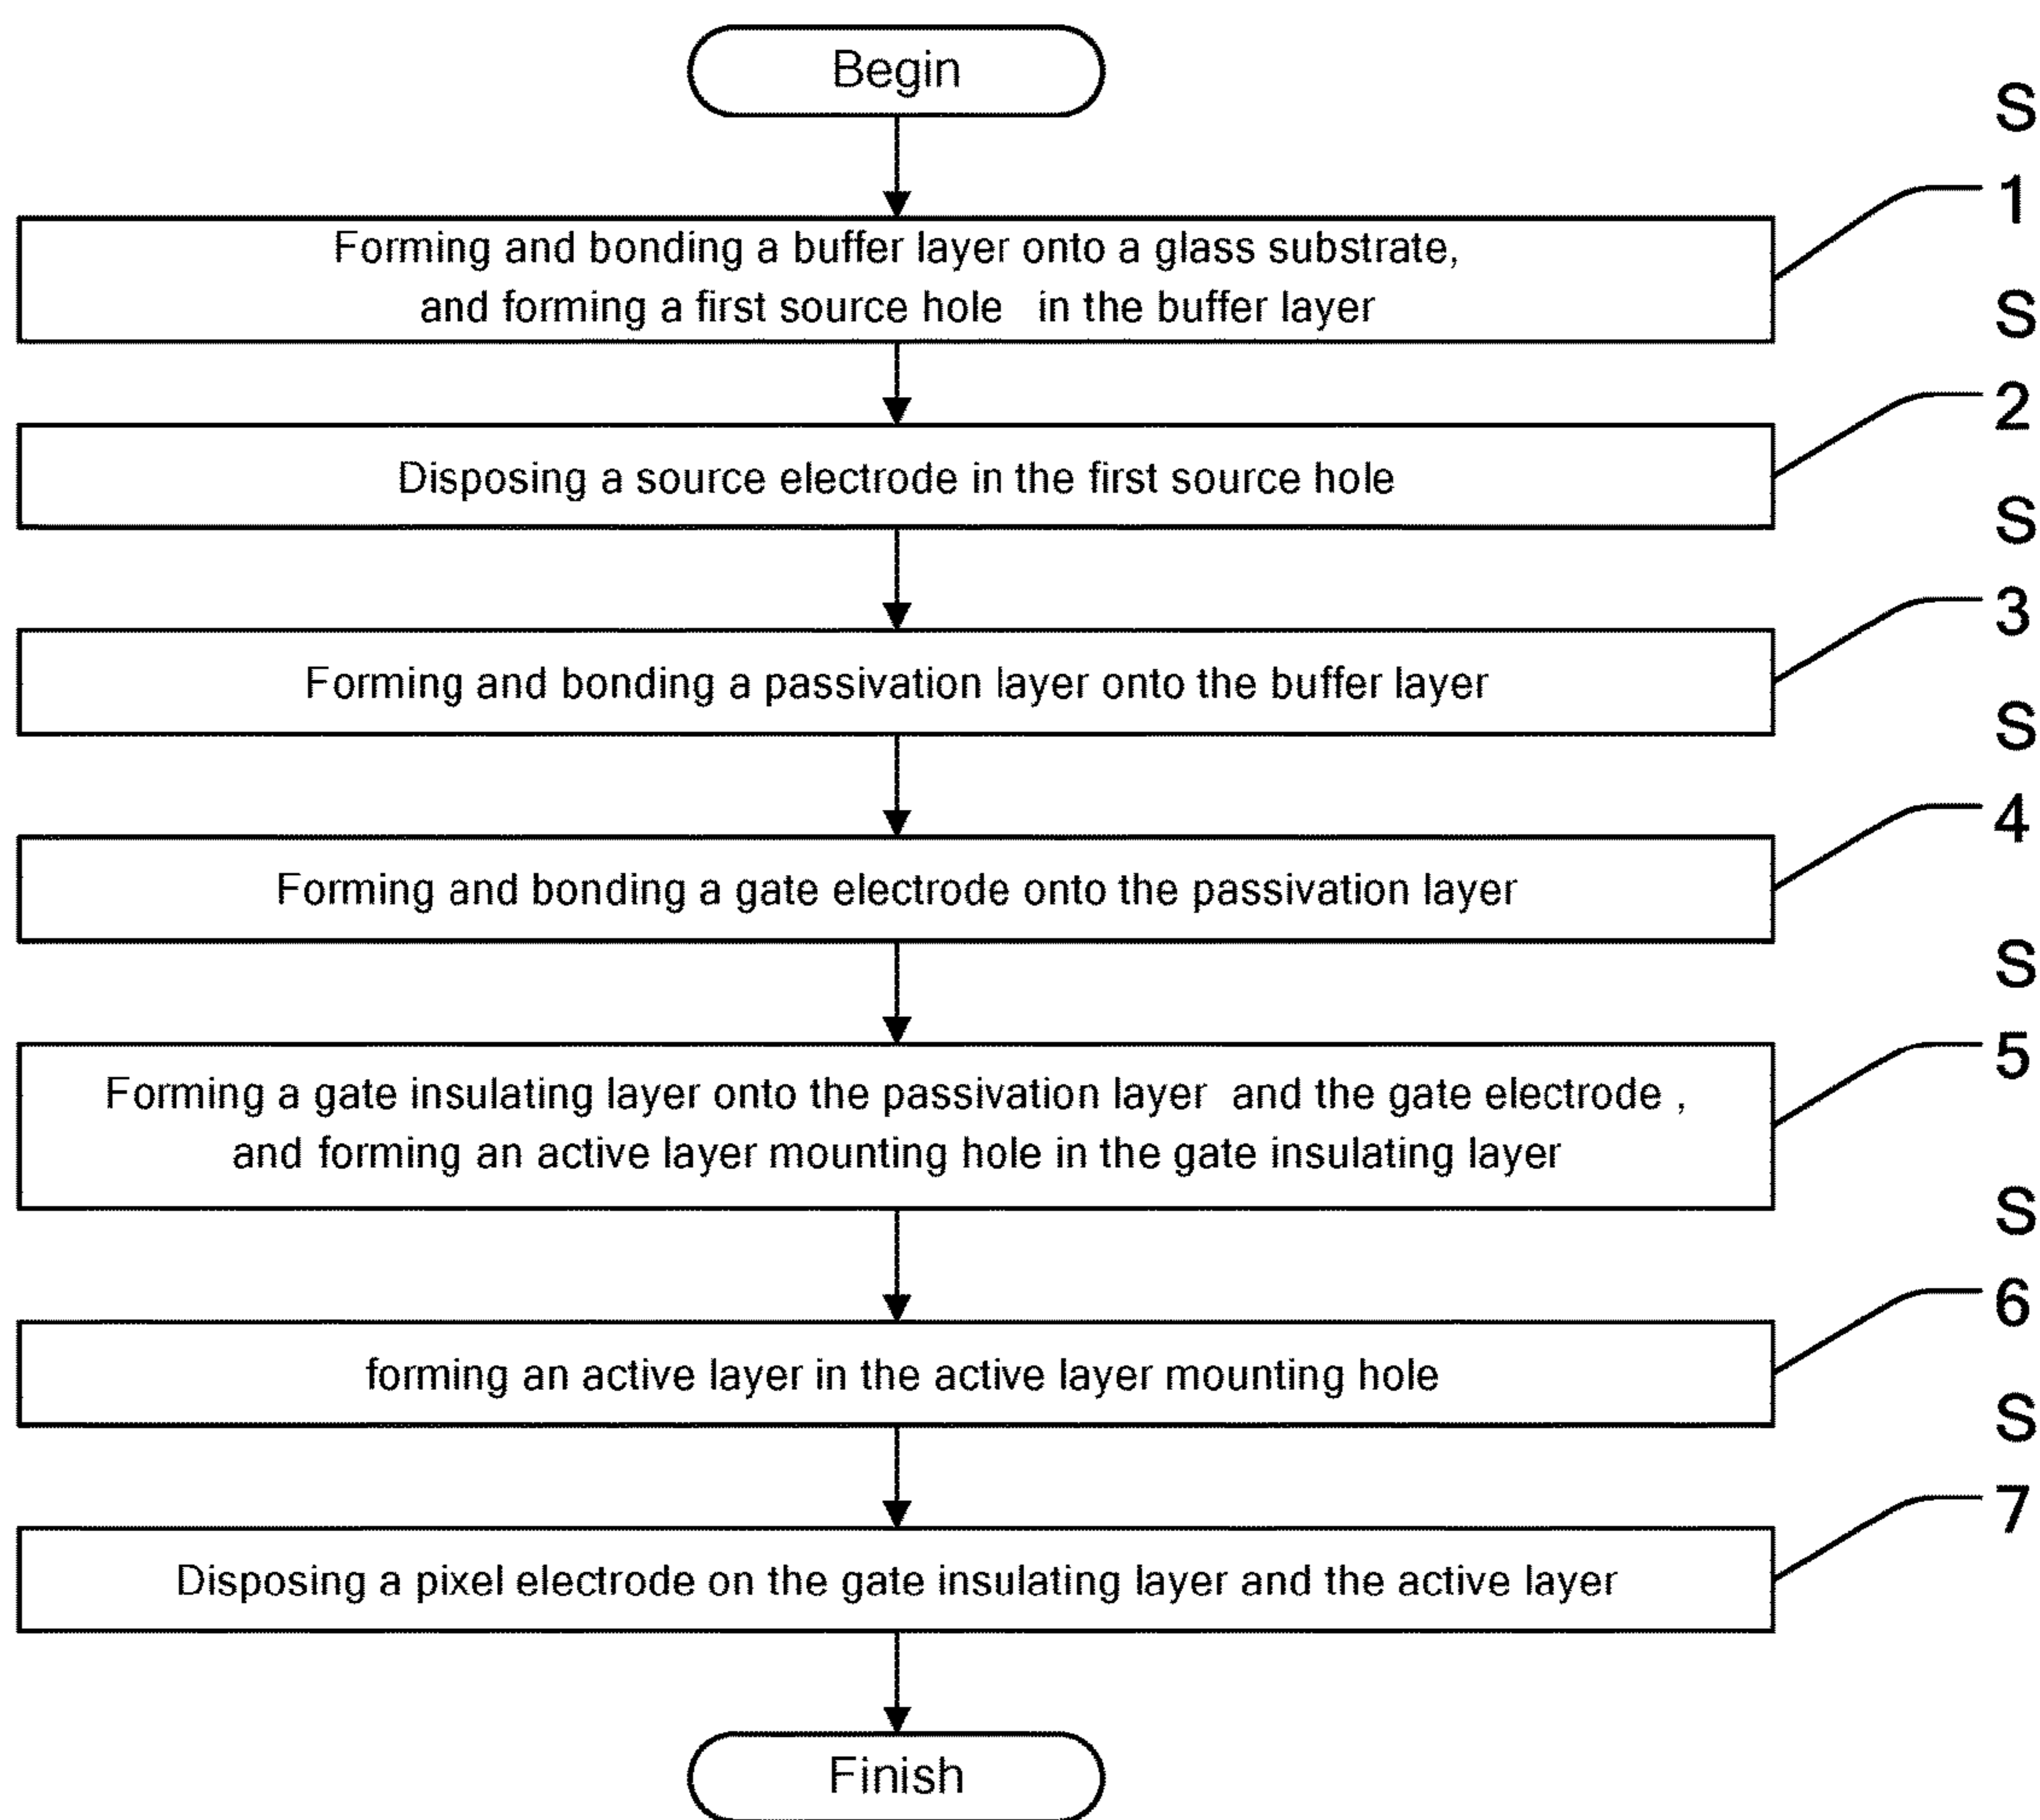 Begin
S
1
Forming and bonding a buffer layer onto a glass substrate,
and forming a first source hole in the buffer layer
S
2
Disposing a source electrode in the first source hole
S
3
Forming and bonding a passivation layer onto the buffer layer
S
4
Forming and bonding a gate electrode onto the passivation layer
S
5
Forming a gate insulating layer onto the passivation layer and the gate electrode ,
and forming an active layer mounting hole in the gate insulating layer
S
6
forming an active layer in the active layer mounting hole
S
7
Disposing a pixel electrode on the gate insulating layer and the active layer
Finish